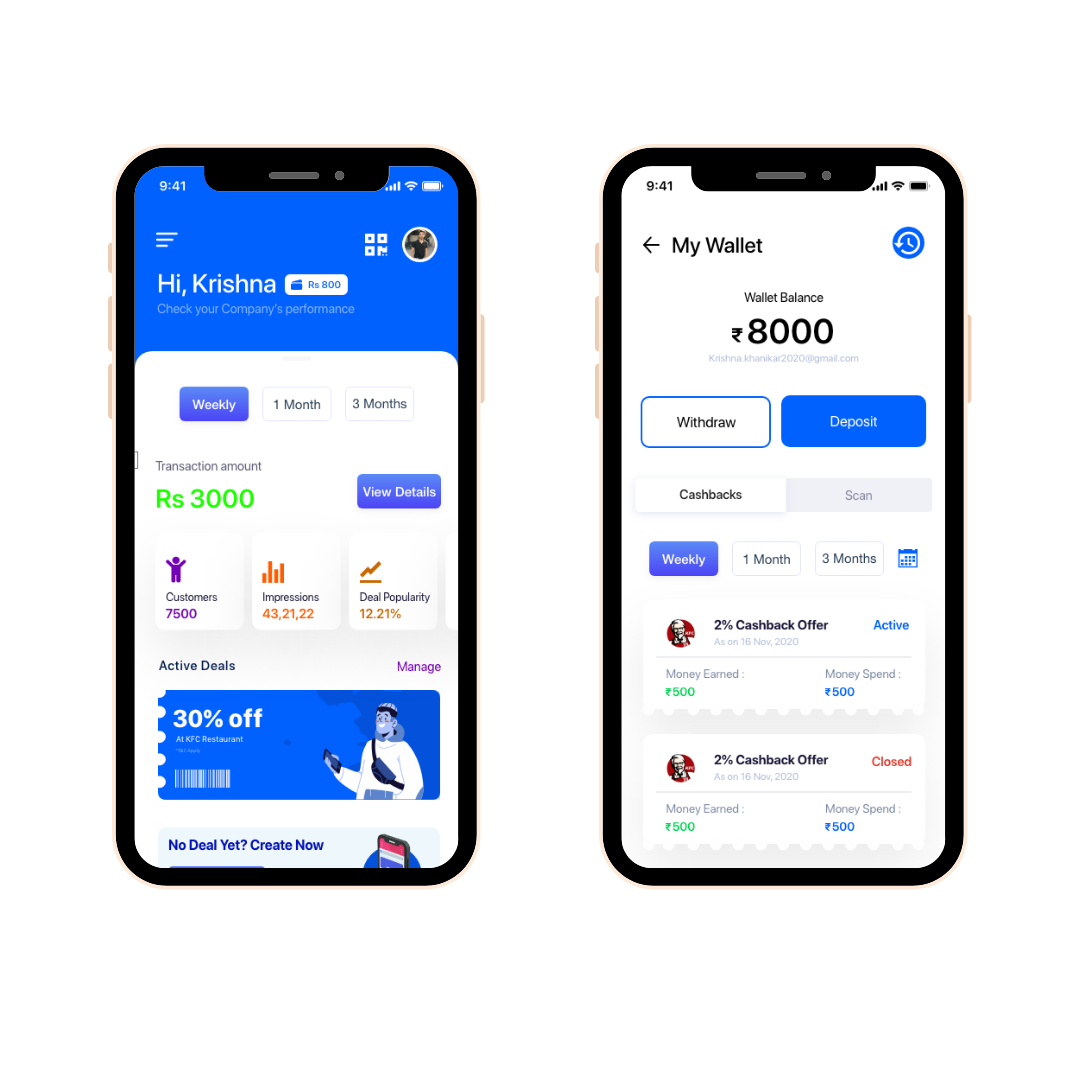 9:41
Hi, Krishna
Rs 800
Check your Company's performance
Weekly
1 Month
3 Months
Transaction amount
Rs 3000
View Details
Customers
7500
Impressions
43,21,22
Deal Popularity
12.21%
Active Deals
Manage
30% off
At KFC Restaurant
No Deal Yet? Create Now
9:41
My Wallet
Wallet Balance
₹8000
Krishna.khanikar2020@gmail.com
Withdraw
Deposit
Cashbacks
Scan
Weekly
1 Month
3 Months
KFC
2% Cashback Offer
Active
As on 16 Nov, 2020
Money Earned :
Money Spend :
₹500
₹500
KFC
2% Cashback Offer
Closed
As on 16 Nov, 2020
Money Earned :
Money Spend :
₹500
₹500